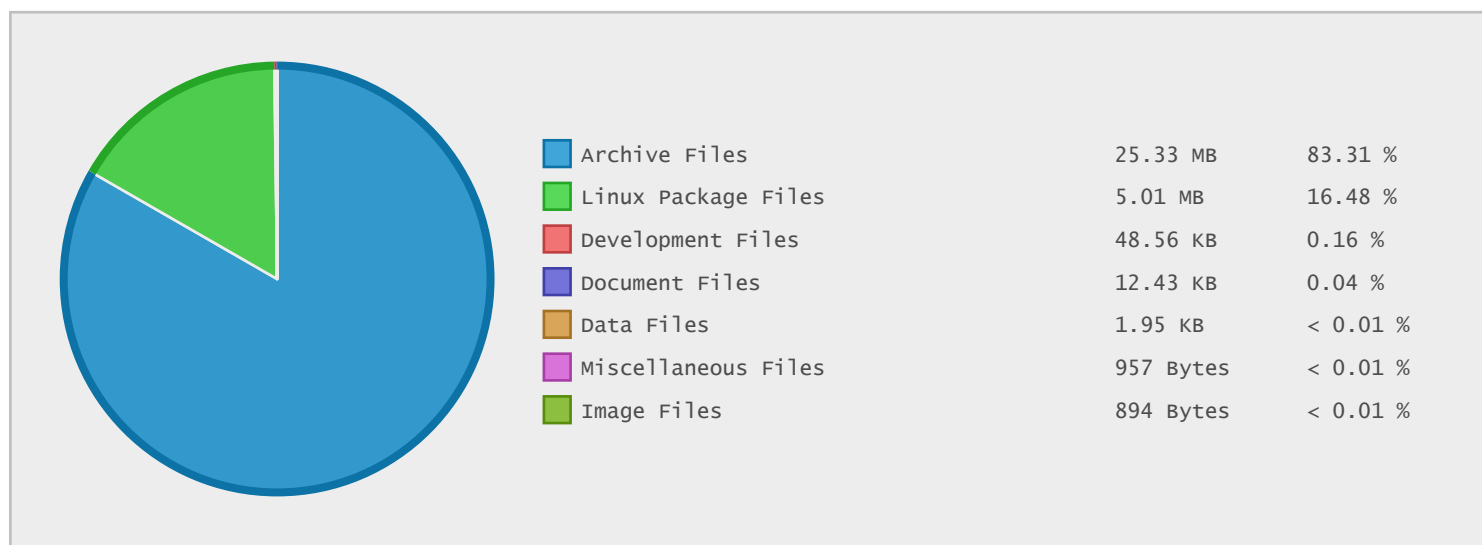 Archive Files 25.33 MB 83.31 %
Linux Package Files 5.01 MB 16.48 %
Development Files 48.56 KB 0.16 %
Document Files 12.43 KB 0.04 %
Data Files 1.95 KB < 0.01 %
Miscellaneous Files 957 Bytes < 0.01 %
Image Files 894 Bytes < 0.01 %